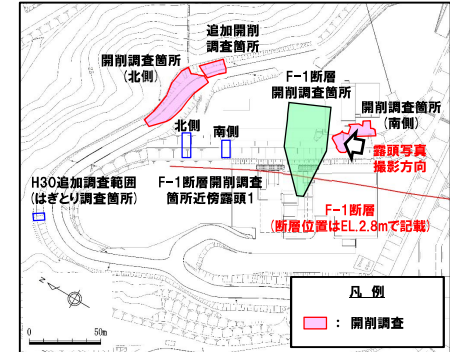 追加開削
調査箇所
開削調査箇所
(北側)
F-1断層
開削調査箇所
開削調査箇所
(南側)
北側
南側
露頭写真
撮影方向
H30追加調査範囲
(はぎとり調査箇所)
F-1断層開削調査
箇所近傍露頭1
F-1断層
(断層位置はEL.2.8mで記載)
N
0 50m
凡 例
: 開削調査